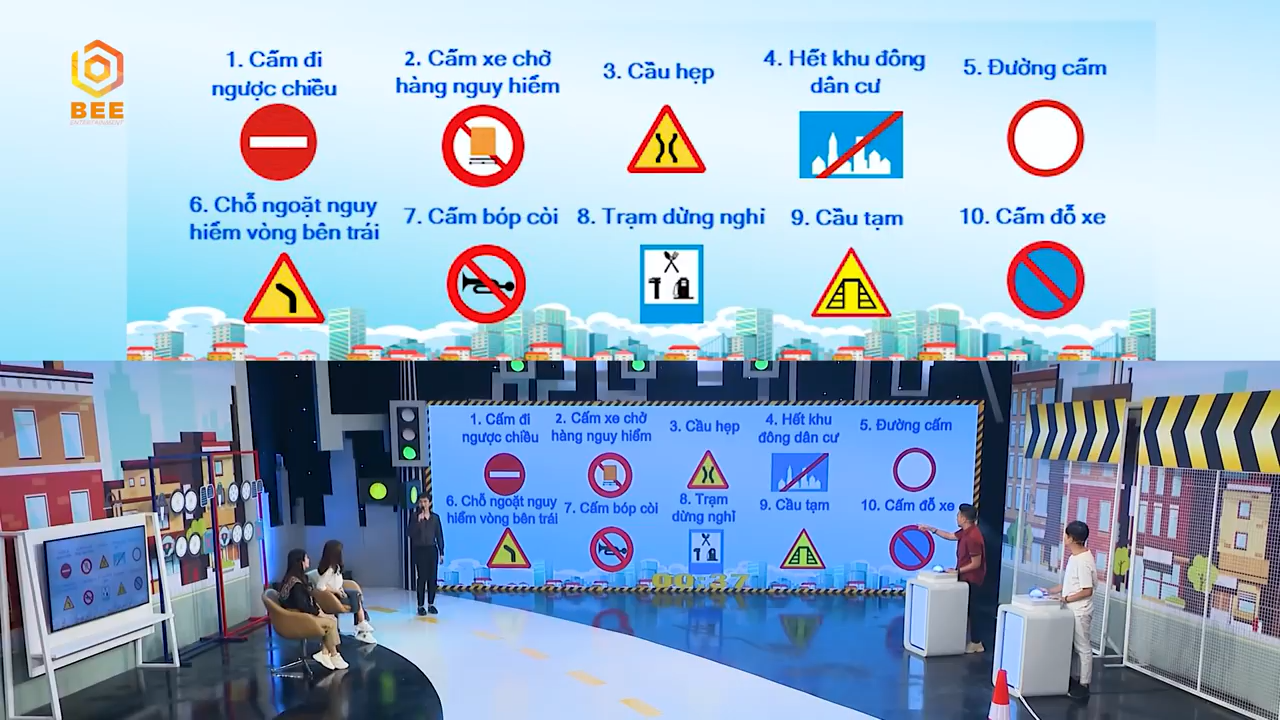 BEE
ENTERTAINMENT
1. Cấm đi
ngược chiều
2. Cấm xe chở
hàng nguy hiểm
3. Cầu hẹp
4. Hết khu đông
dân cư
5. Đường cấm
6. Chỗ ngoặt nguy
hiểm vòng bên trái
7. Cấm bóp còi
8. Trạm dừng nghỉ
9. Cầu tạm
10. Cấm đỗ xe
1. Cấm đi
ngược chiều
2. Cấm xe chở
hàng nguy hiểm
3. Cầu hẹp
4. Hết khu
đông dân cư
5. Đường cấm
6. Chỗ ngoặt nguy
hiểm vòng bên trái
7. Cấm bóp còi
8. Trạm
dừng nghỉ
9. Cầu tạm
10. Cấm đỗ xe
99:37